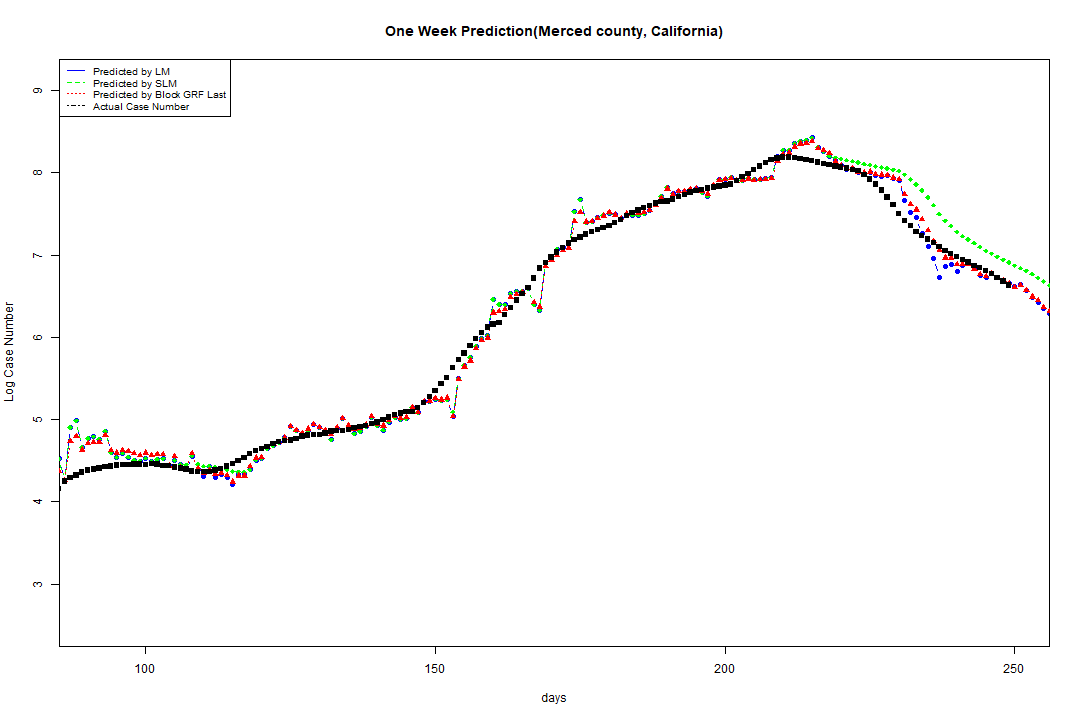 One Week Prediction(Merced county, California)
Predicted by LM
Predicted by SLM
Predicted by Block GRF Last
Actual Case Number
9
8
7
6
5
4
3
Log Case Number
100 150 200 250
days